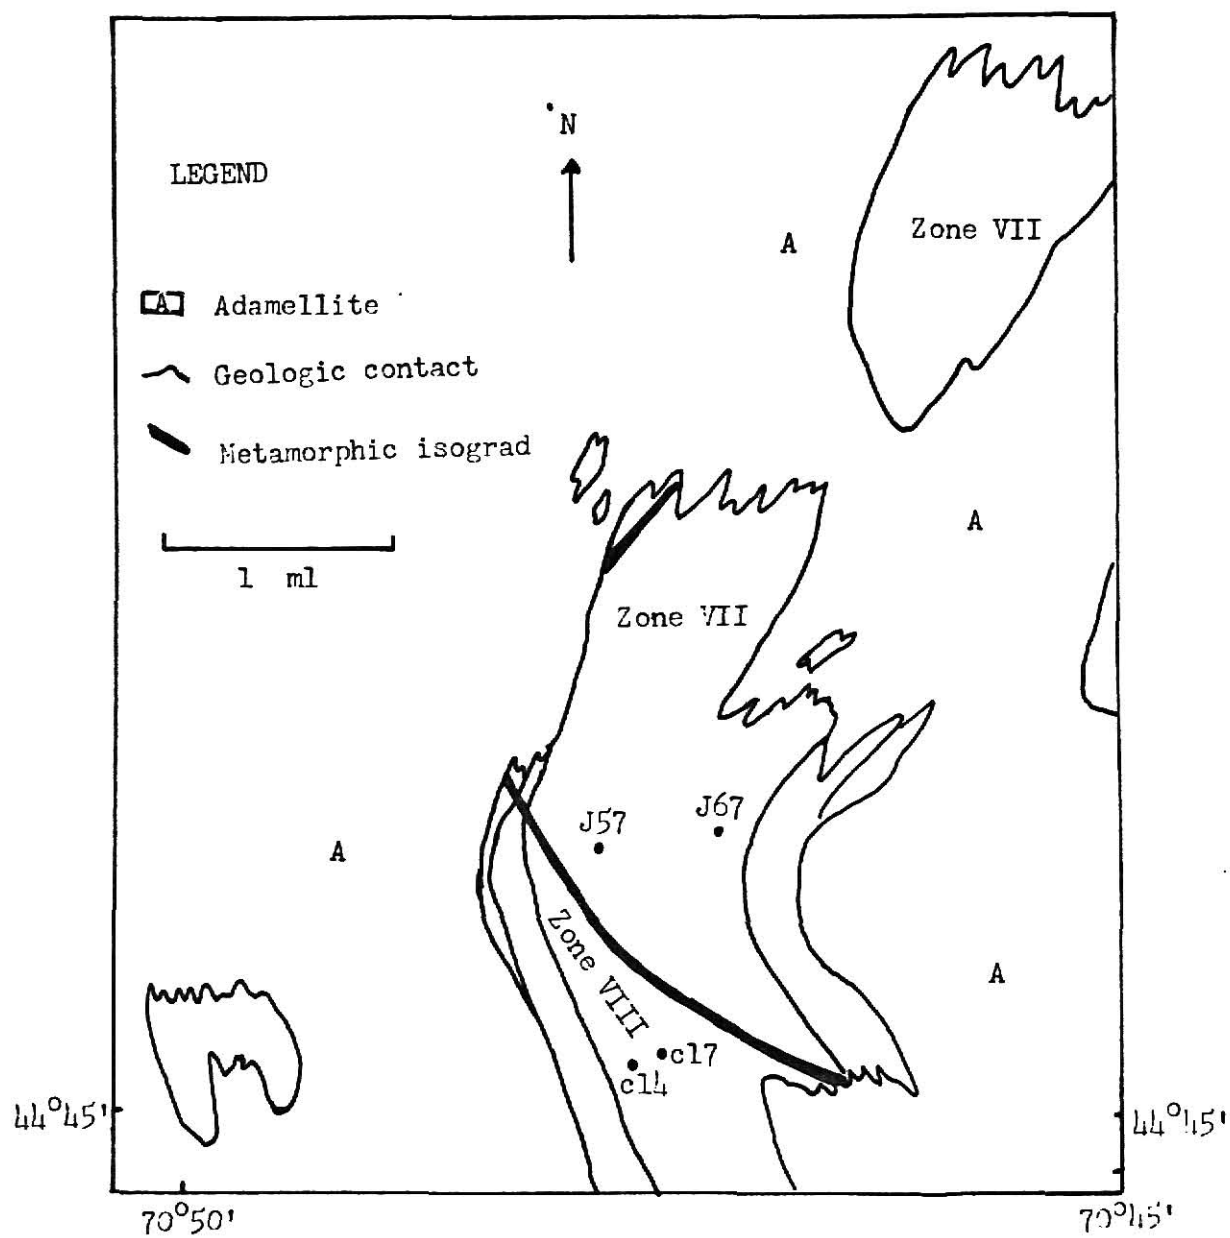 N
LEGEND
Zone VII
A
A Adamellite
Geologic contact
Metamorphic isograd
A
1 ml
Zone VII
J57
J67
A
Zone VIII
A
c17
c14
44°45'
44°45'
70°50'
70°45'